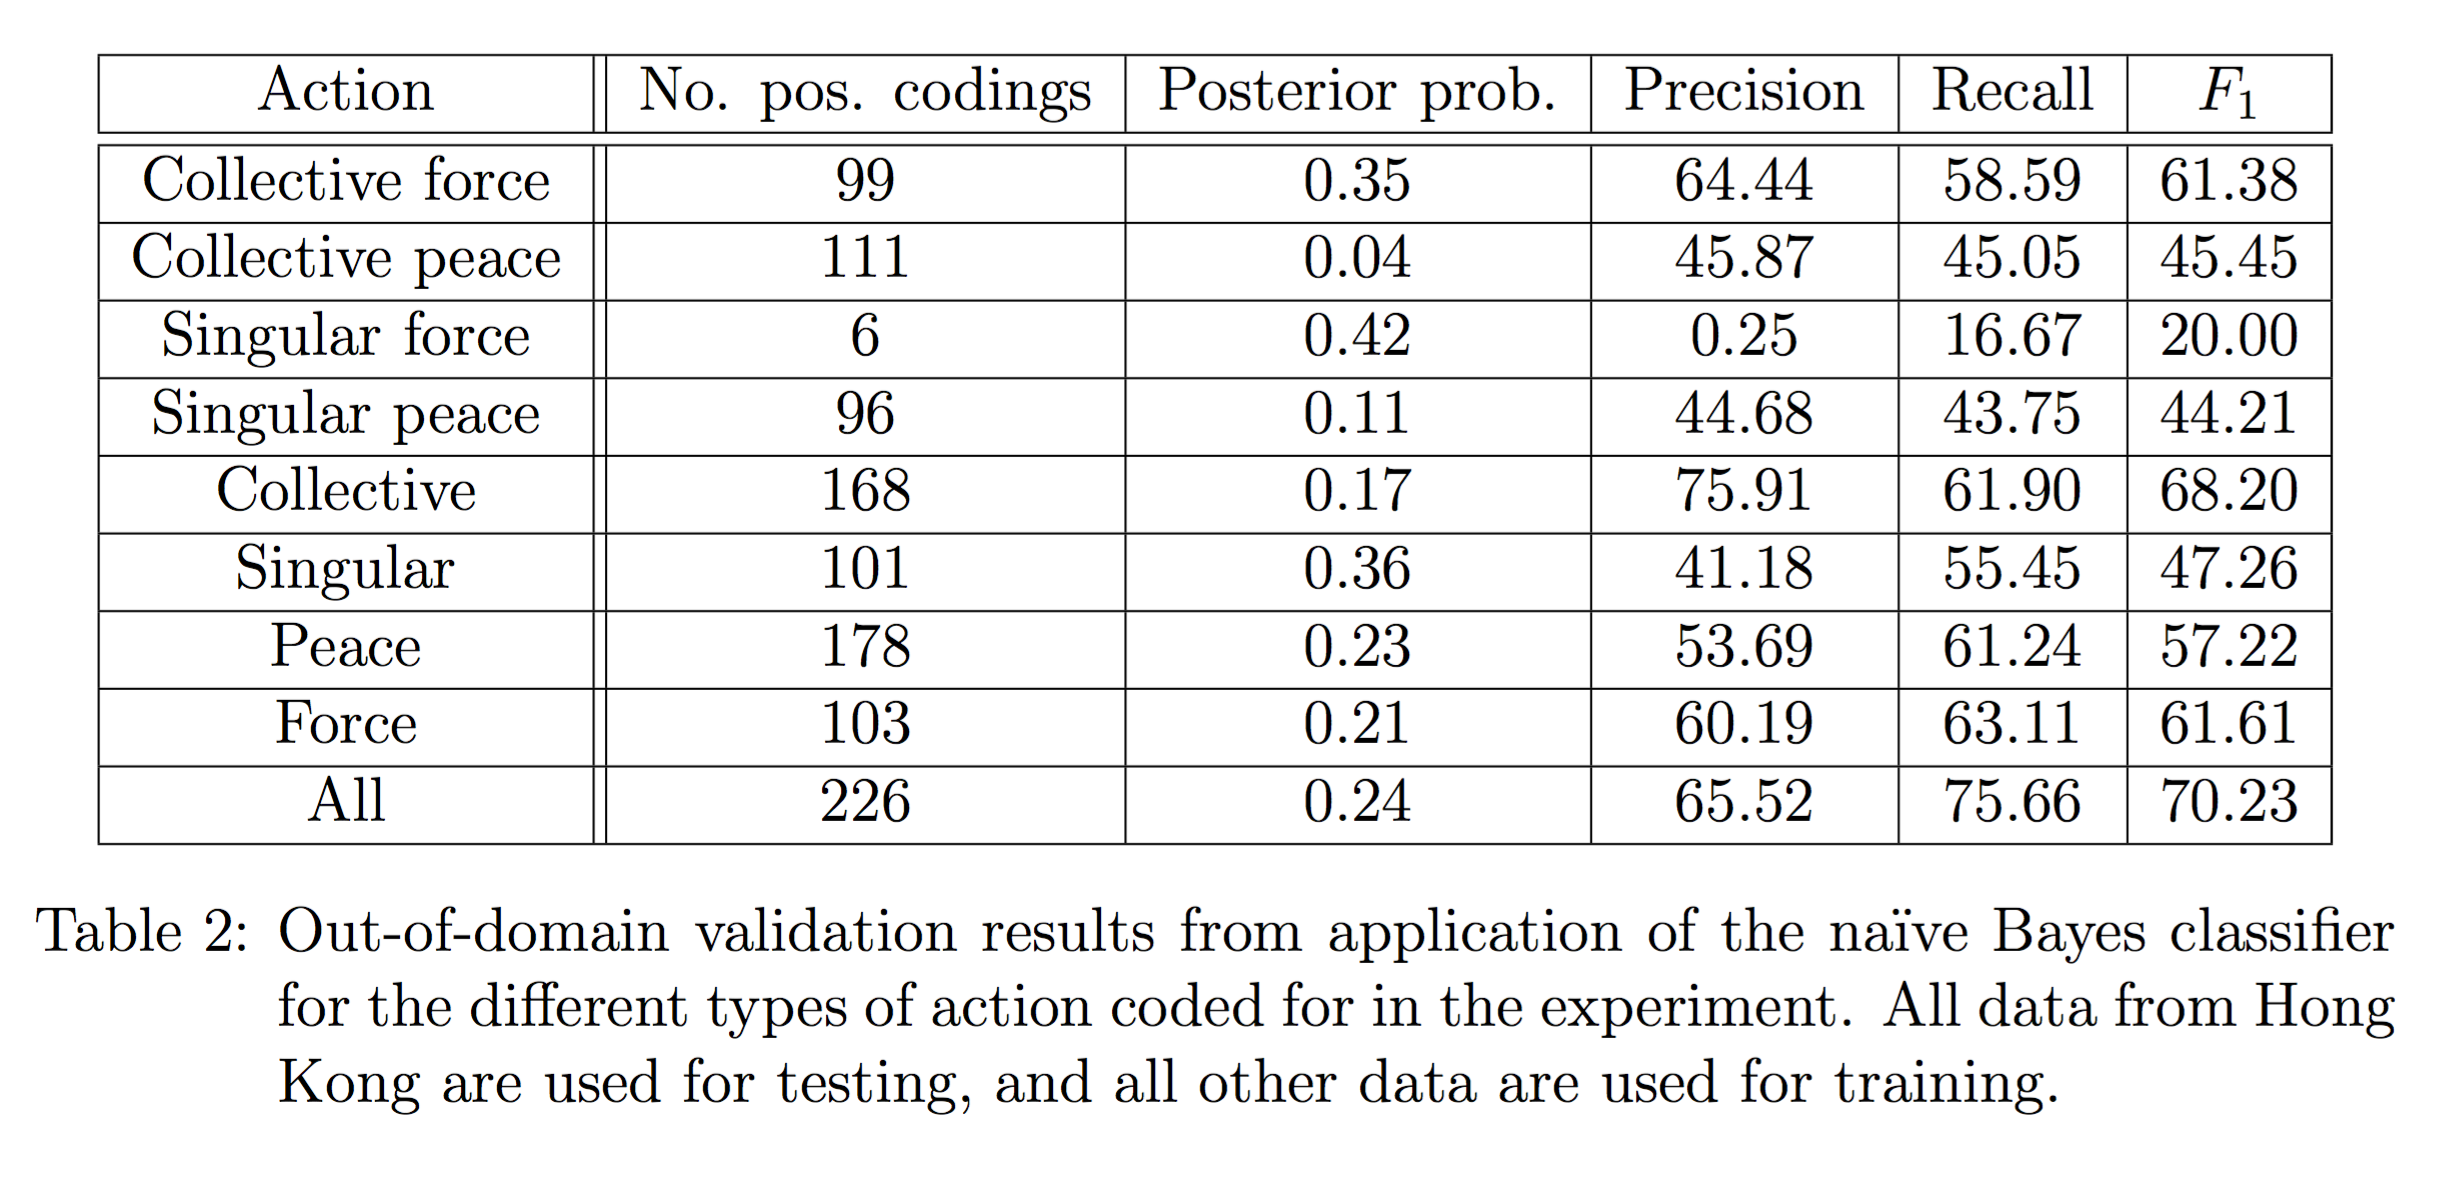 Action No. pos. codings Posterior prob. Precision Recall F1
Collective force 99 0.35 64.44 58.59 61.38
Collective peace 111 0.04 45.87 45.05 45.45
Singular force 6 0.42 0.25 16.67 20.00
Singular peace 96 0.11 44.68 43.75 44.21
Collective 168 0.17 75.91 61.90 68.20
Singular 101 0.36 41.18 55.45 47.26
Peace 178 0.23 53.69 61.24 57.22
Force 103 0.21 60.19 63.11 61.61
All 226 0.24 65.52 75.66 70.23
Table 2: Out-of-domain validation results from application of the naïve Bayes classifier
for the different types of action coded for in the experiment. All data from Hong
Kong are used for testing, and all other data are used for training.